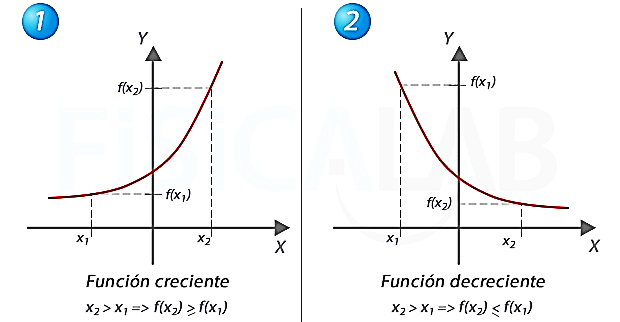 1
Y
f(x₂)
f(x₁)
x₁
x₂
X
Función creciente
x₂ > x₁ => f(x₂) ≥ f(x₁)
2
Y
f(x₁)
f(x₂)
x₁
x₂
X
Función decreciente
x₂ > x₁ => f(x₂) ≤ f(x₁)
FISICALAB